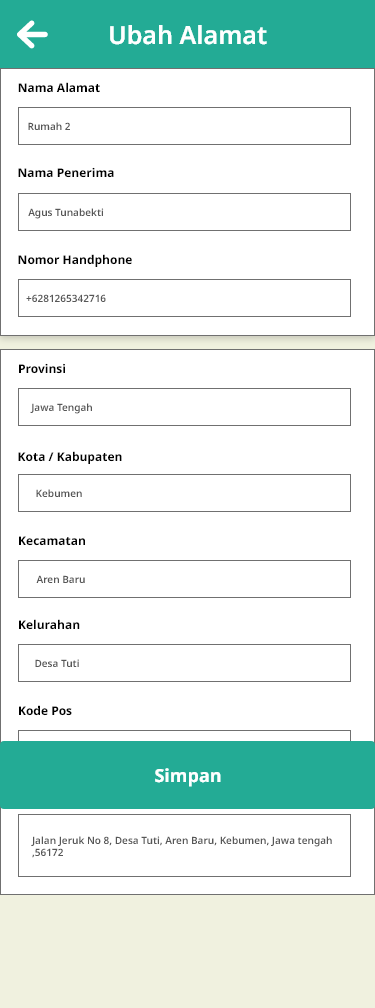 Ubah Alamat
Nama Alamat
Rumah 2
Nama Penerima
Agus Tunabekti
Nomor Handphone
+6281265342716
Provinsi
Jawa Tengah
Kota / Kabupaten
Kebumen
Kecamatan
Aren Baru
Kelurahan
Desa Tuti
Kode Pos
Simpan
Jalan Jeruk No 8, Desa Tuti, Aren Baru, Kebumen, Jawa tengah
,56172